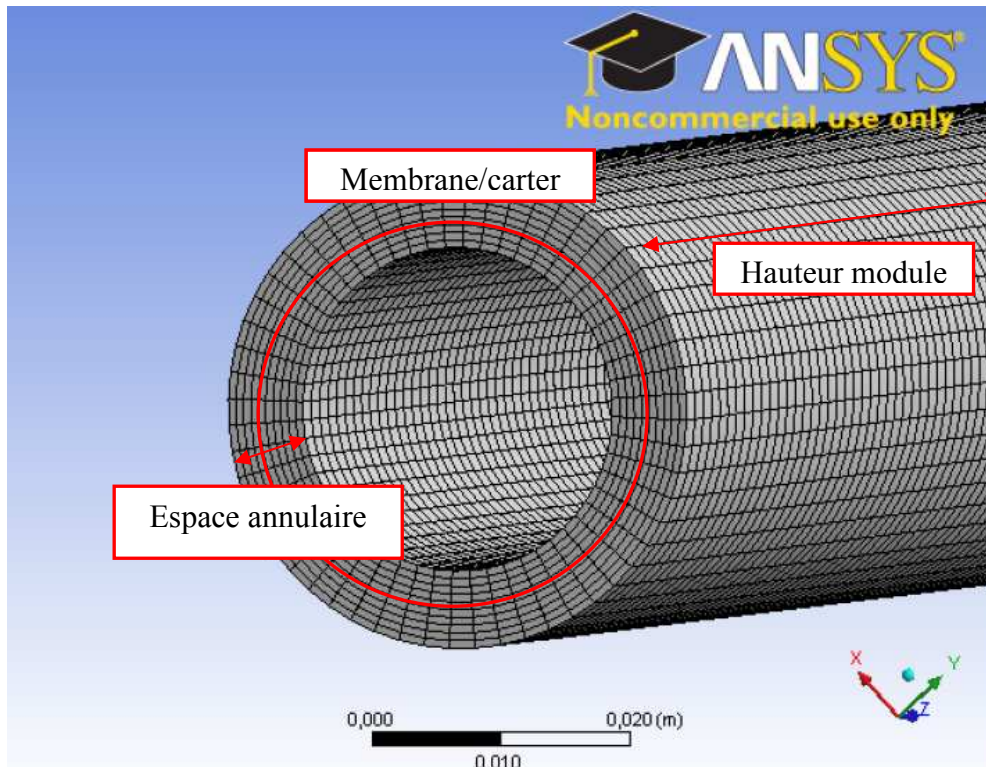 ANSYS
Noncommercial use only
Membrane/carter
Hauteur module
Espace annulaire
X
Y
Z
0,000
0,020 (m)
0,010